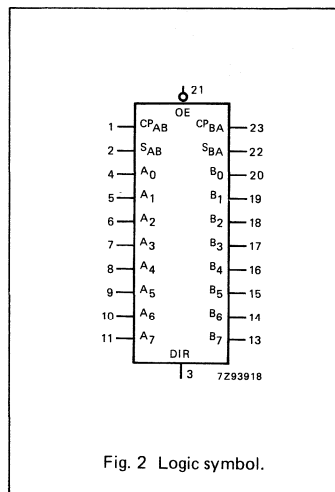 21
OE
1 CPAB CPBA 23
2 SAB SBA 22
4 A0 B0 20
5 A1 B1 19
6 A2 B2 18
7 A3 B3 17
8 A4 B4 16
9 A5 B5 15
10 A6 B6 14
11 A7 B7 13
DIR
3 7Z93918
Fig. 2 Logic symbol.